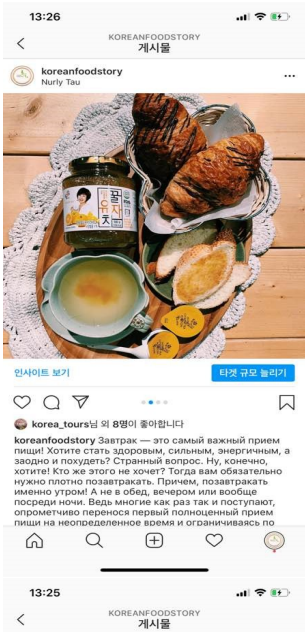 13:26
KOREANFOODSTORY
게시물
koreanfoodstory
Nurly Tau
꿀
유자
차
인사이트 보기
타겟 규모 늘리기
korea_tours님 외 8명이 좋아합니다
koreanfoodstory Завтрак — это самый важный прием
пищи! Хотите стать здоровым, сильным, энергичным, а
заодно и похудеть? Странный вопрос. Ну, конечно,
хотите! Кто же этого не хочет? Тогда вам обязательно
нужно плотно позавтракать. Причем, позавтракать
именно утром! А не в обед, вечером или вообще
посреди ночи. Ведь многие как раз так и поступают,
опрометчиво перенося первый полноценный прием
пищи на неопределенное время и ограничиваясь по
13:25
KOREANFOODSTORY
게시물